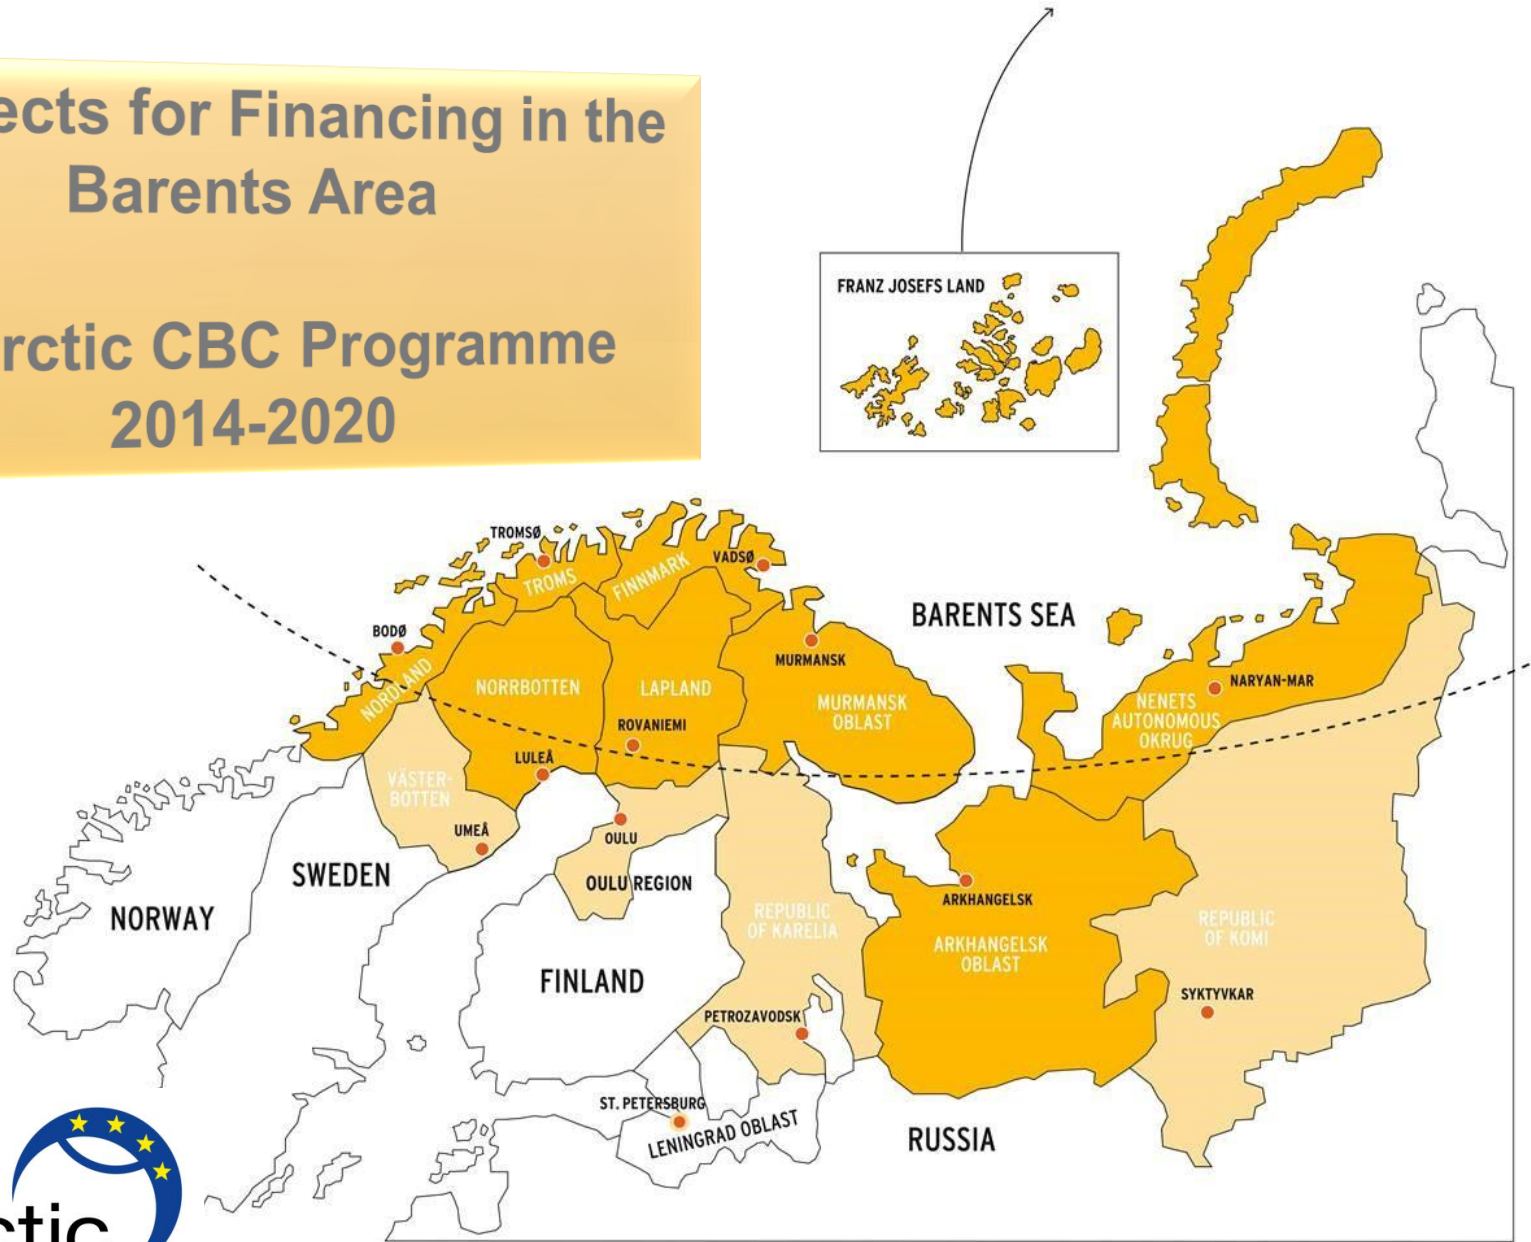 ects for Financing in the
Barents Area
rctic CBC Programme
2014-2020
FRANZ JOSEFS LAND
TROMSØ
TROMS
FINNMARK
VADSØ
BARENTS SEA
BODØ
NORDLAND
NORRBOTTEN
LAPLAND
MURMANSK
MURMANSK
OBLAST
NARYAN-MAR
NENETS
AUTONOMOUS
OKRUG
ROVANIEMI
LULEÅ
VÄSTER-
BOTTEN
UMEÅ
OULU
OULU REGION
SWEDEN
NORWAY
FINLAND
REPUBLIC
OF KARELIA
ARKHANGELSK
ARKHANGELSK
OBLAST
REPUBLIC
OF KOMI
SYKTYVKAR
PETROZAVODSK
ST. PETERSBURG
LENINGRAD OBLAST
RUSSIA
ctic